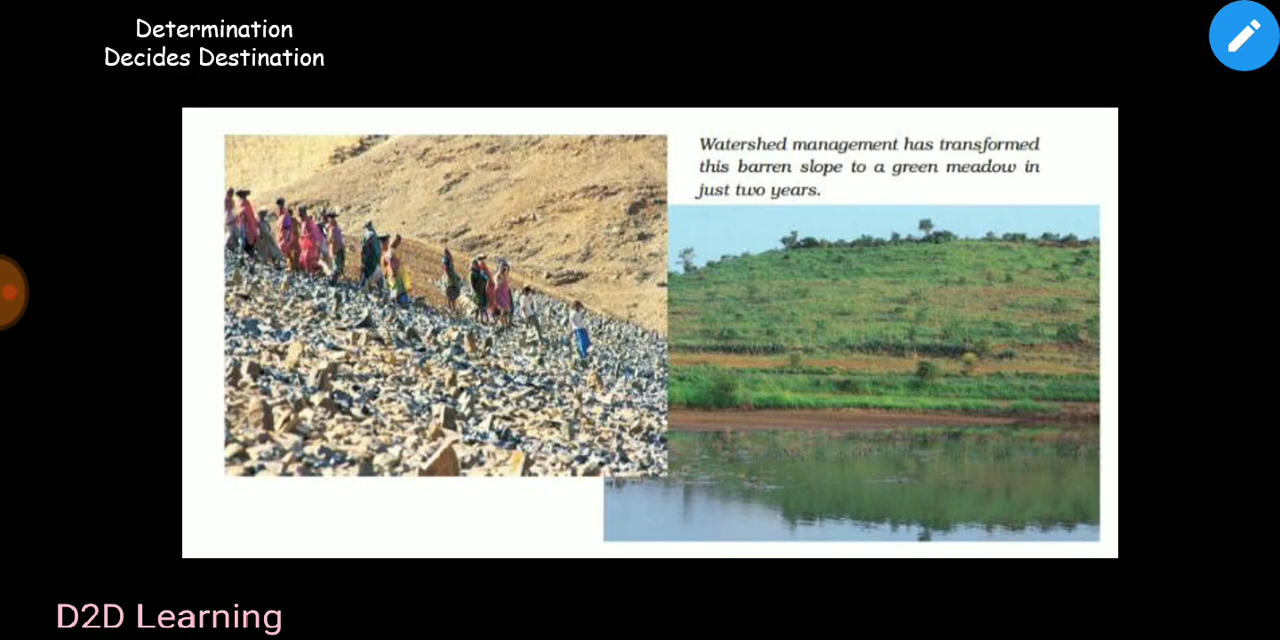 Determination
Decides Destination
Watershed management has transformed
this barren slope to a green meadow in
just two years.
D2D Learning